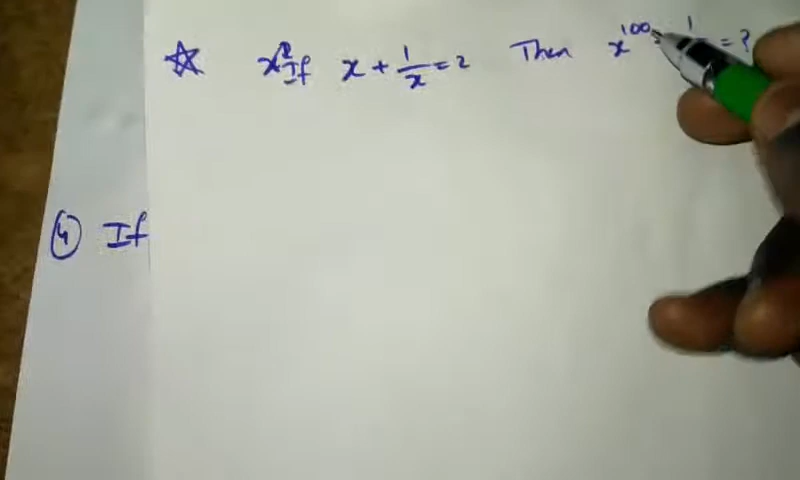 ☆ x² If x + 1/x = 2 Then x¹⁰⁰ 1 = ?
④ If